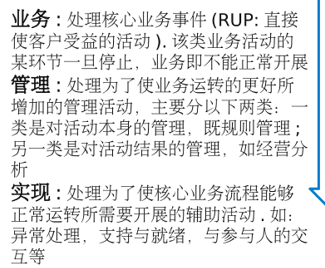 业务：处理核心业务事件 (RUP: 直接
使客户受益的活动 ). 该类业务活动的
某环节一旦停止，业务即不能正常开展
管理：处理为了使业务运转的更好所
增加的管理活动，主要分以下两类：一
类是对活动本身的管理，既规则管理；
另一类是对活动结果的管理，如经营分
析
实现：处理为了使核心业务流程能够
正常运转所需要开展的辅助活动 . 如：
异常处理，支持与就绪，与参与人的交
互等